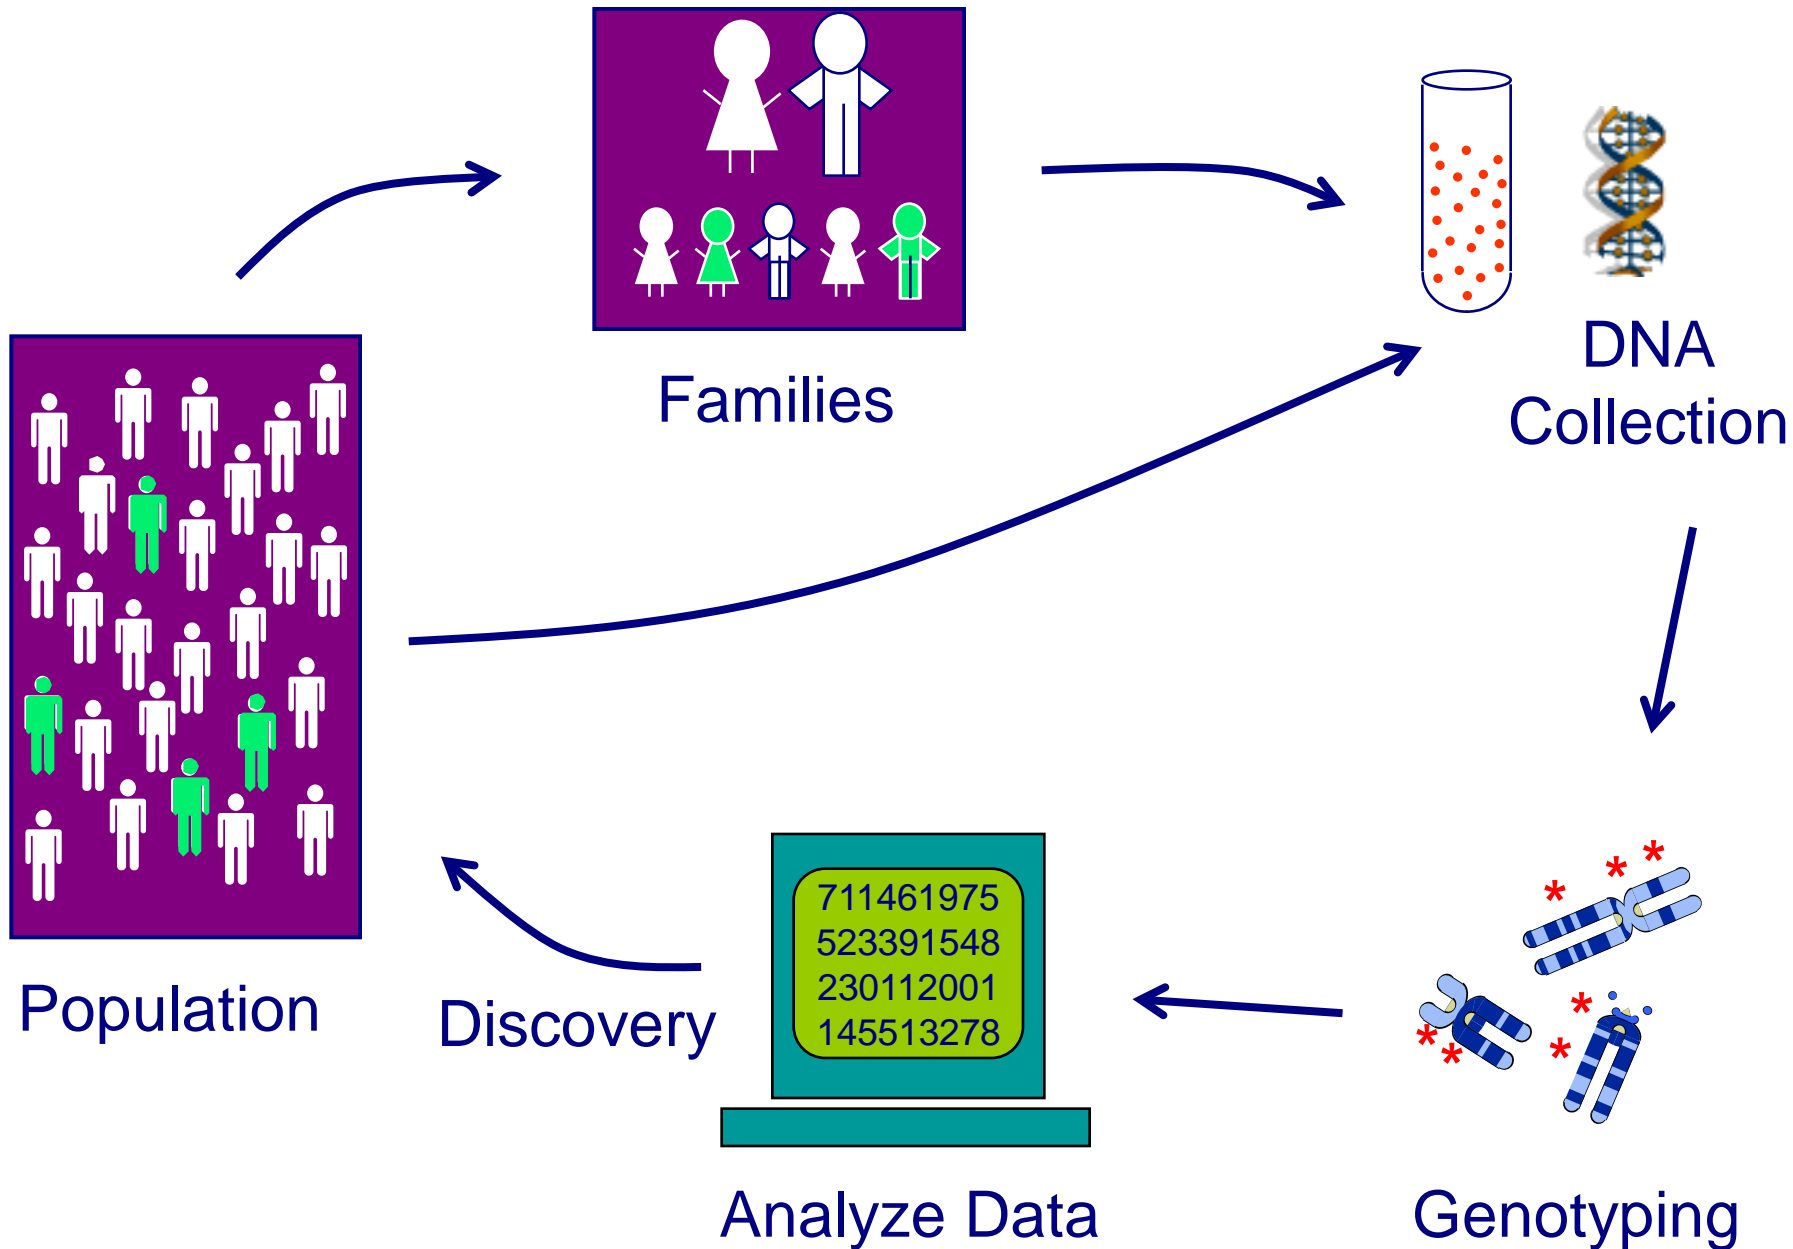 Families
DNA
Collection
Population
Discovery
711461975
523391548
230112001
145513278
Analyze Data
Genotyping